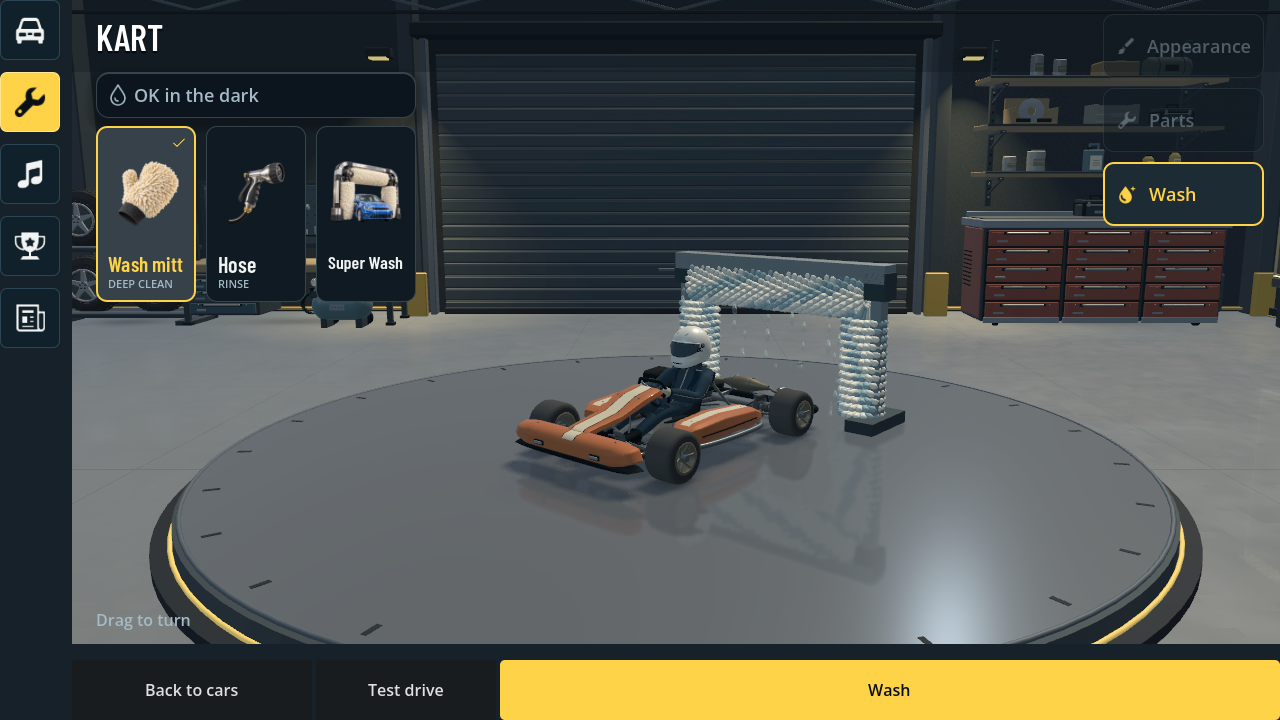 KART
Appearance
OK in the dark
Parts
Wash
Wash mitt
DEEP CLEAN
Hose
RINSE
Super Wash
Drag to turn
Back to cars
Test drive
Wash